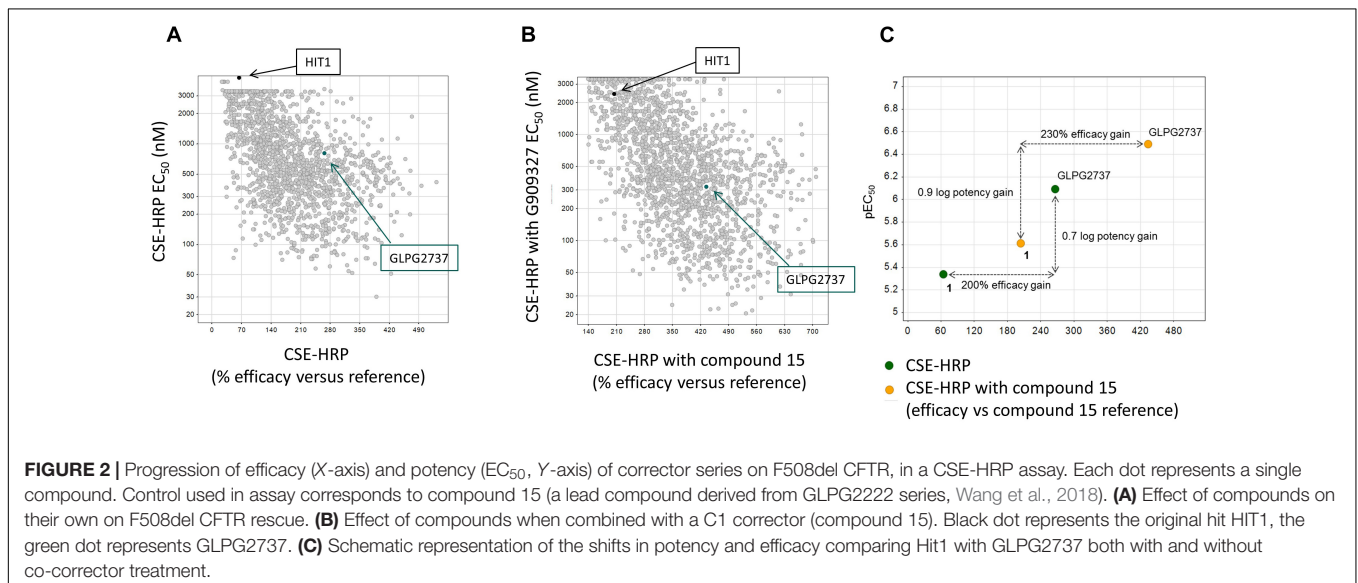 A
HIT1
CSE-HRP EC50 (nM)
3000
2000
1000
500
300
200
100
50
30
20
GLPG2737
0 70 140 210 280 350 420 490
CSE-HRP
(% efficacy versus reference)
B
HIT1
CSE-HRP with G909327 EC50 (nM)
3000
2000
1000
500
300
200
100
50
30
20
GLPG2737
140 210 280 350 420 490 560 630 700
CSE-HRP with compound 15
(% efficacy versus reference)
C
pEC50
7
6.8
6.6
6.4
6.2
6
5.8
5.6
5.4
5.2
5
230% efficacy gain
GLPG2737
GLPG2737
0.9 log potency gain
0.7 log potency gain
1
1
200% efficacy gain
0 60 120 180 240 300 360 420 480
CSE-HRP
CSE-HRP with compound 15
(efficacy vs compound 15 reference)
FIGURE 2 | Progression of efficacy (X-axis) and potency (EC50, Y-axis) of corrector series on F508del CFTR, in a CSE-HRP assay. Each dot represents a single
compound. Control used in assay corresponds to compound 15 (a lead compound derived from GLPG2222 series, Wang et al., 2018). (A) Effect of compounds on
their own on F508del CFTR rescue. (B) Effect of compounds when combined with a C1 corrector (compound 15). Black dot represents the original hit HIT1, the
green dot represents GLPG2737. (C) Schematic representation of the shifts in potency and efficacy comparing Hit1 with GLPG2737 both with and without
co-corrector treatment.